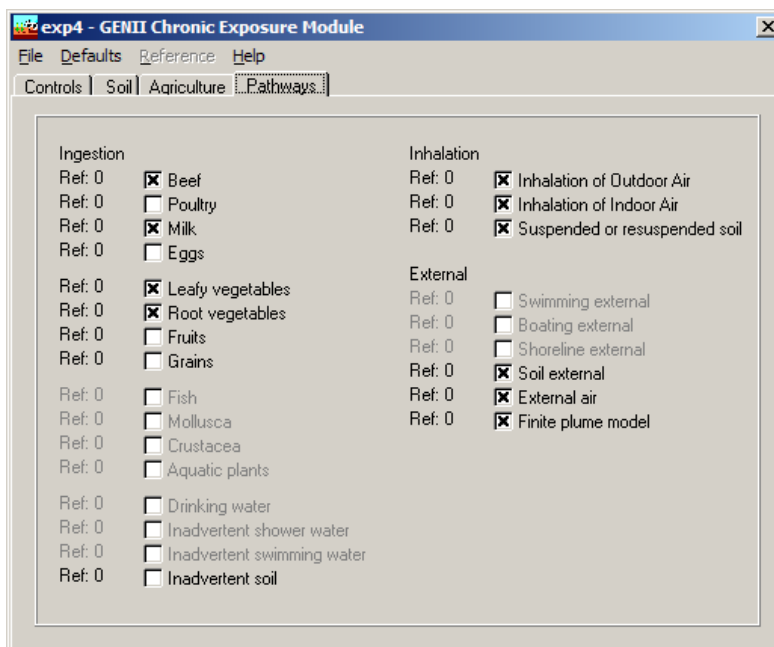 exp4 - GENII Chronic Exposure Module
File Defaults Reference Help
Controls Soil Agriculture Pathways
Ingestion
Ref: 0 Beef
Ref: 0 Poultry
Ref: 0 Milk
Ref: 0 Eggs
Ref: 0 Leafy vegetables
Ref: 0 Root vegetables
Ref: 0 Fruits
Ref: 0 Grains
Ref: 0 Fish
Ref: 0 Mollusca
Ref: 0 Crustacea
Ref: 0 Aquatic plants
Ref: 0 Drinking water
Ref: 0 Inadvertent shower water
Ref: 0 Inadvertent swimming water
Ref: 0 Inadvertent soil
Inhalation
Ref: 0 Inhalation of Outdoor Air
Ref: 0 Inhalation of Indoor Air
Ref: 0 Suspended or resuspended soil
External
Ref: 0 Swimming external
Ref: 0 Boating external
Ref: 0 Shoreline external
Ref: 0 Soil external
Ref: 0 External air
Ref: 0 Finite plume model